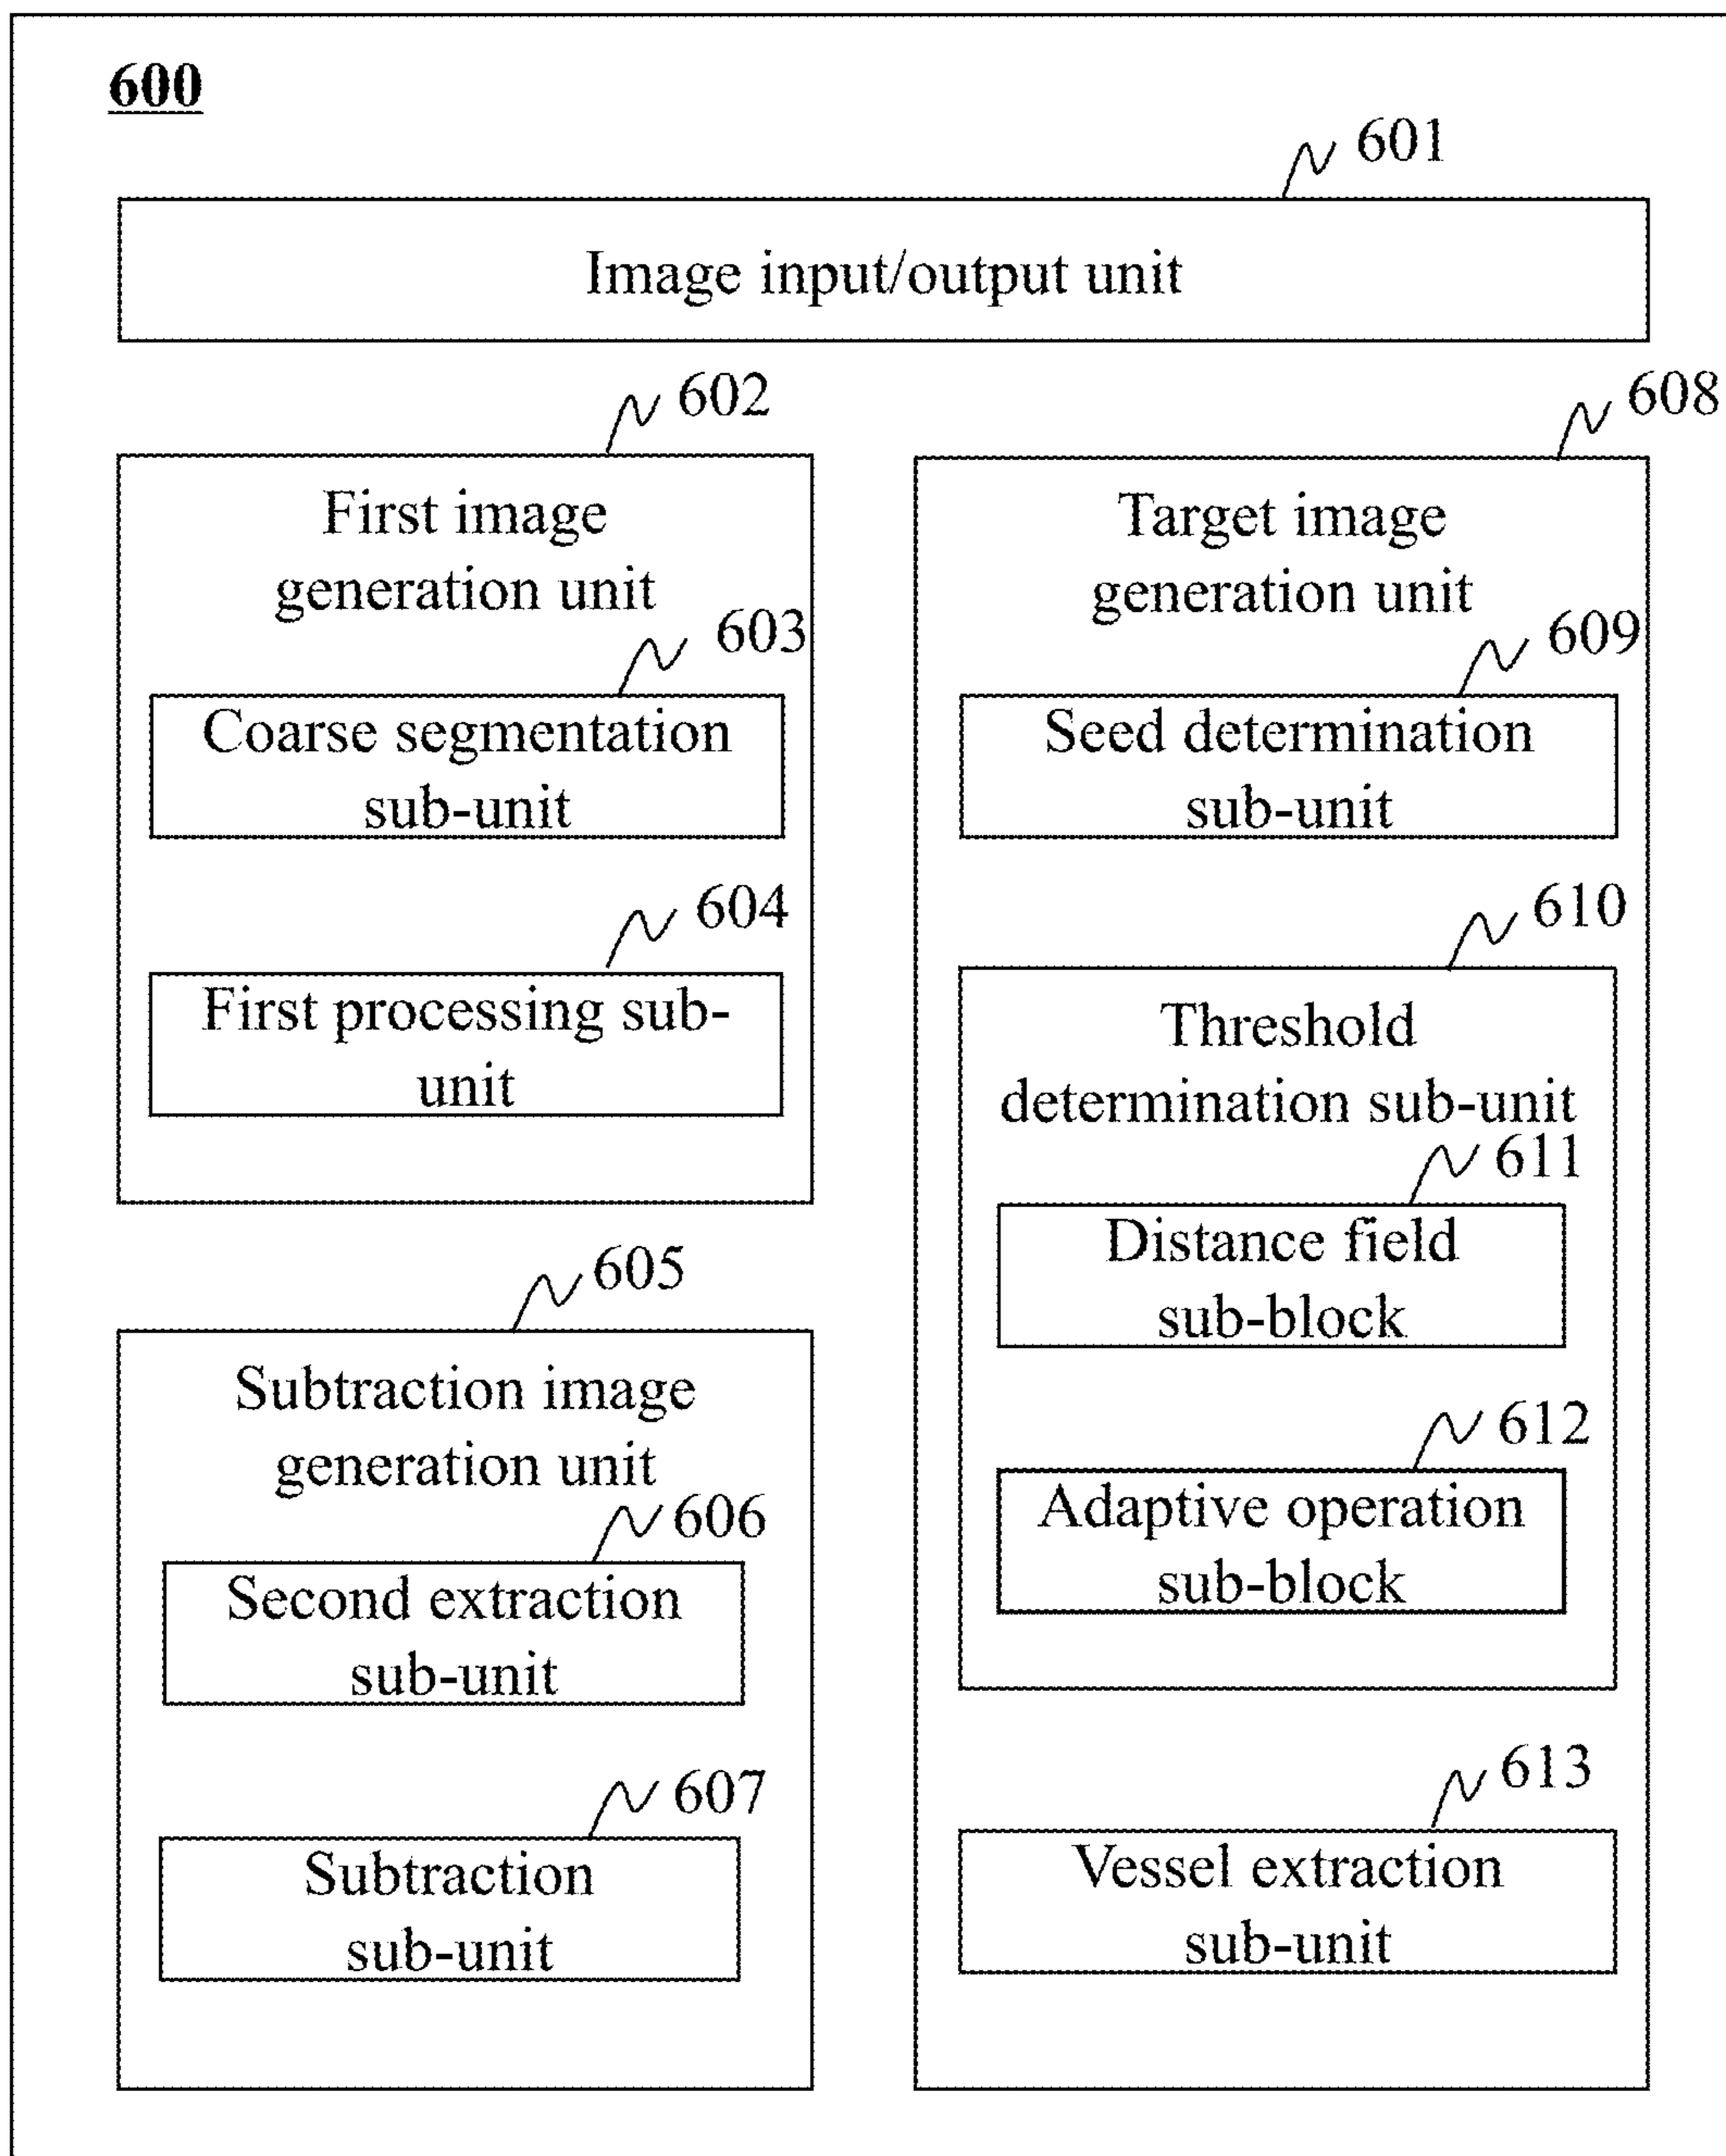 600
601
Image input/output unit
602
First image
generation unit
603
Coarse segmentation
sub-unit
604
First processing sub-
unit
605
Subtraction image
generation unit
606
Second extraction
sub-unit
607
Subtraction
sub-unit
608
Target image
generation unit
609
Seed determination
sub-unit
610
Threshold
determination sub-unit
611
Distance field
sub-block
612
Adaptive operation
sub-block
613
Vessel extraction
sub-unit